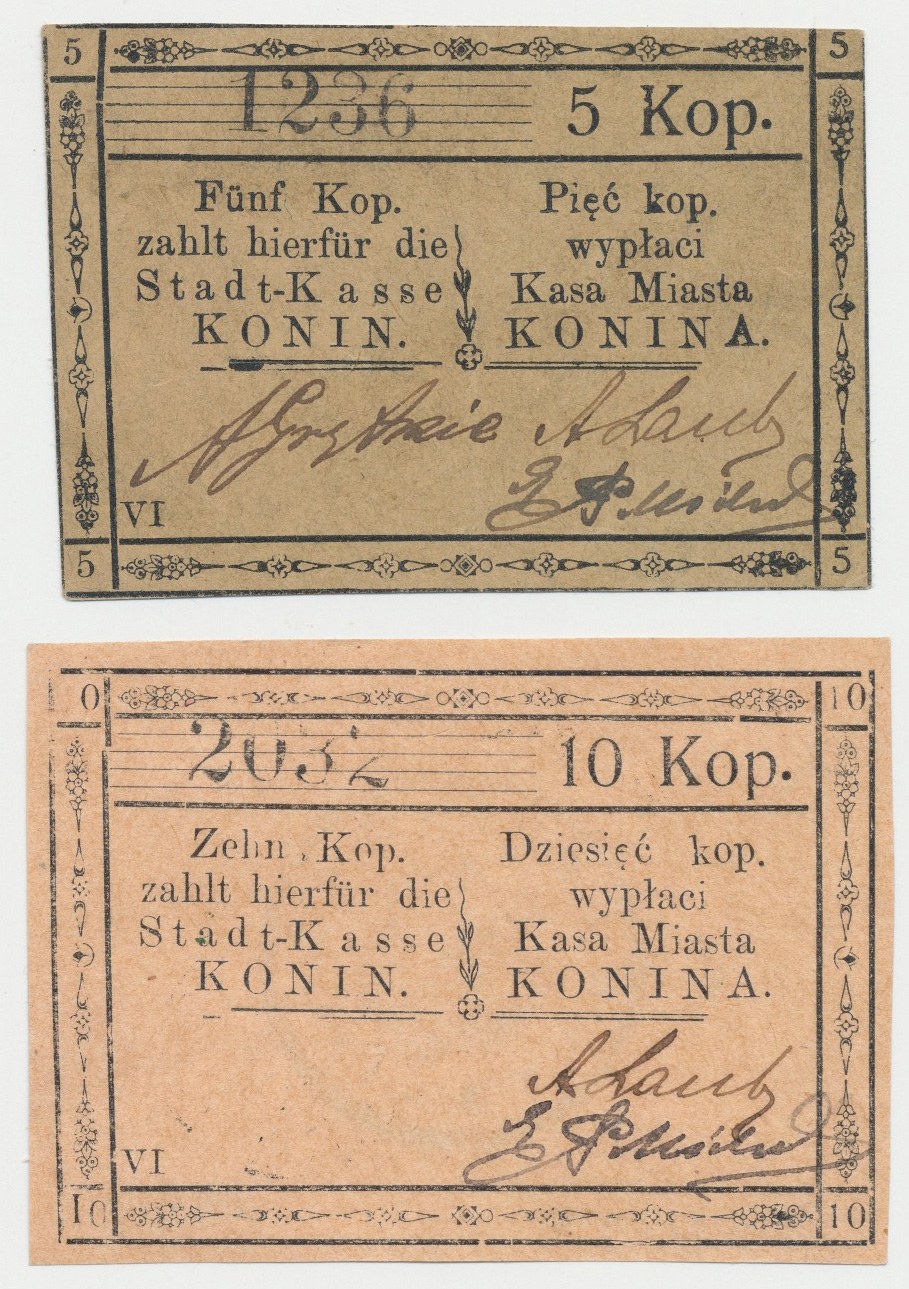 5 5
1236 5 Kop.
Fünf Kop.
zahlt hierfür die
Stadt-Kasse
KONIN.
Pięć kop.
wypłaci
Kasa Miasta
KONINA.
A Laub
VI
5 5
0 10
2032 10 Kop.
Zehn Kop.
zahlt hierfür die
Stadt-Kasse
KONIN.
Dziesięć kop.
wypłaci
Kasa Miasta
KONINA.
A Laub
VI
10 10